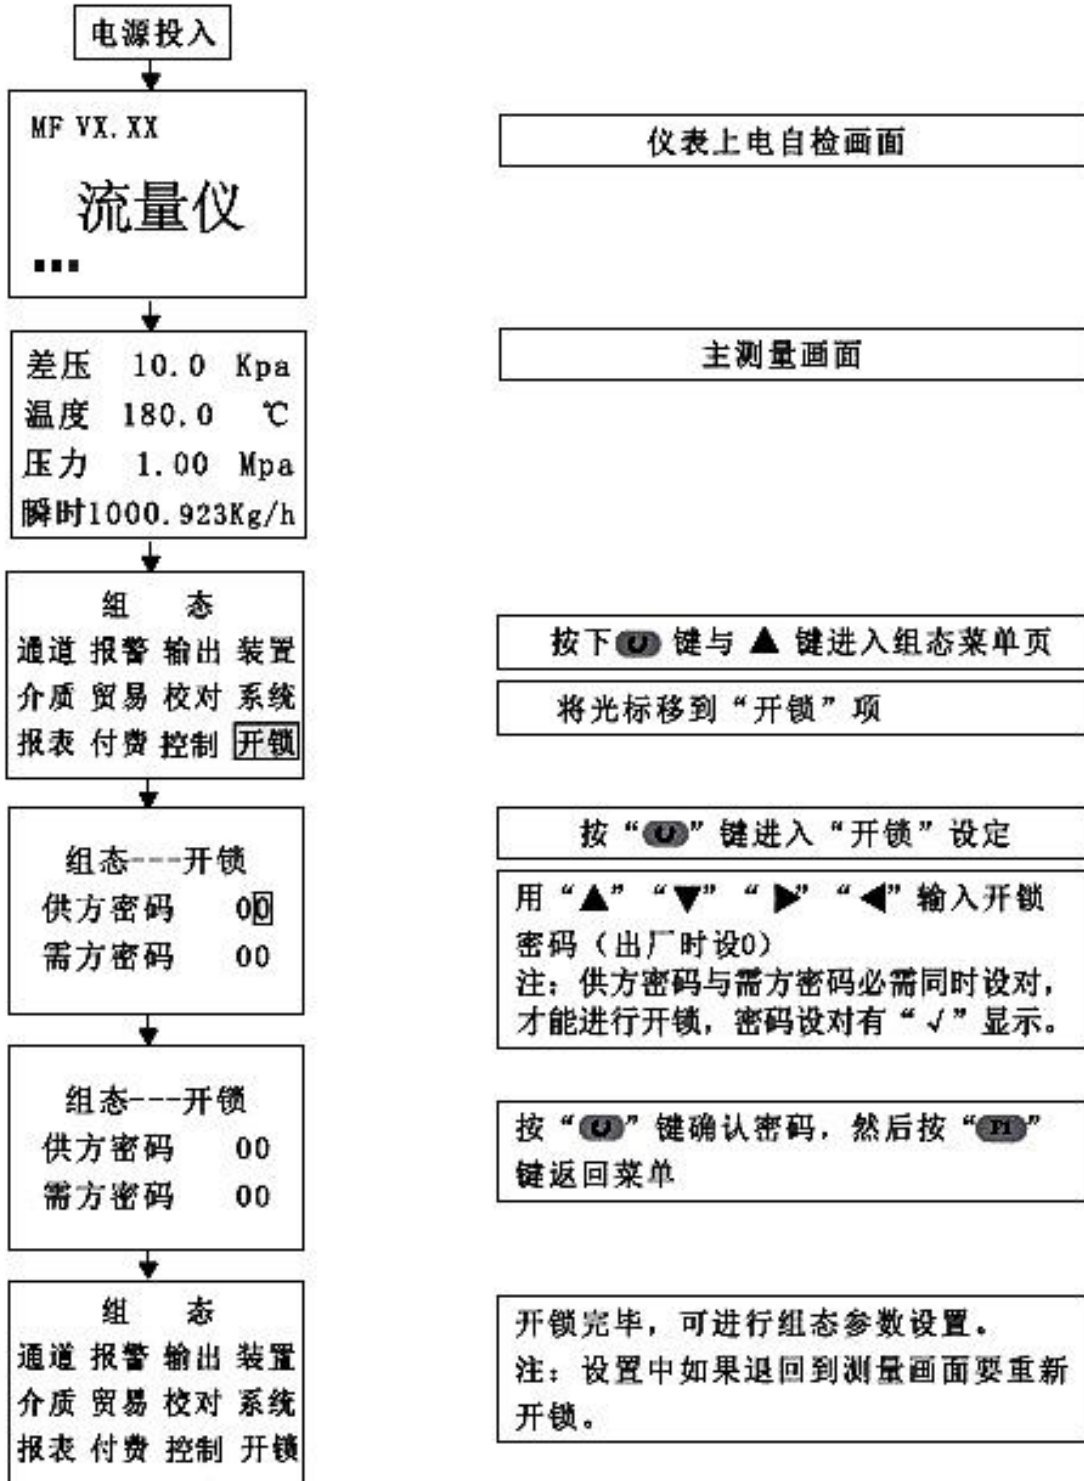 电源投入
MF VX.XX
流量仪
仪表上电自检画面
差压 10.0 Kpa
温度 180.0 ℃
压力 1.00 Mpa
瞬时1000.923Kg/h
主测量画面
组 态
通道 报警 输出 装置
介质 贸易 校对 系统
报表 付费 控制 开锁
按下 键与 ▲ 键进入组态菜单页
将光标移到“开锁”项
组态---开锁
供方密码 00
需方密码 00
按“ ”键进入“开锁”设定
用“▲”“▼”“▶”“◀”输入开锁
密码（出厂时设0）
注：供方密码与需方密码必需同时设对，
才能进行开锁，密码设对有“√”显示。
组态---开锁
供方密码 00
需方密码 00
按“ ”键确认密码，然后按“F1”
键返回菜单
组 态
通道 报警 输出 装置
介质 贸易 校对 系统
报表 付费 控制 开锁
开锁完毕，可进行组态参数设置。
注：设置中如果退回到测量画面要重新
开锁。